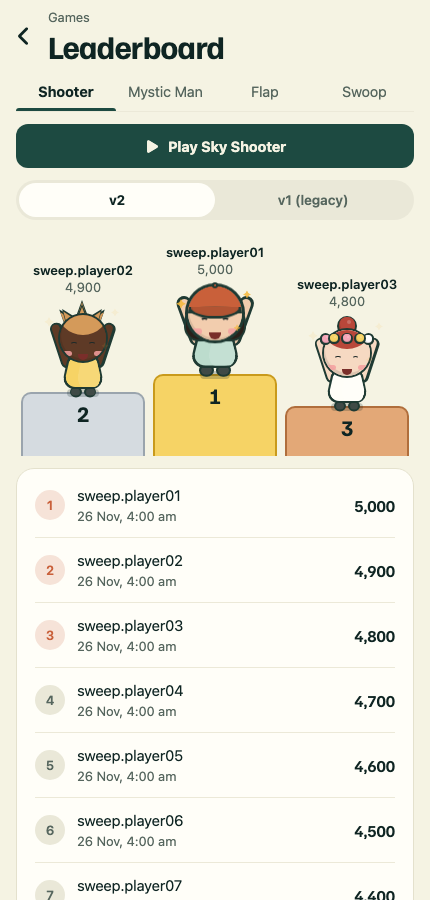 Games
Leaderboard
Shooter Mystic Man Flap Swoop
Play Sky Shooter
v2 v1 (legacy)
sweep.player01
5,000
sweep.player02
4,900
sweep.player03
4,800
1
2
3
1 sweep.player01 5,000
26 Nov, 4:00 am
2 sweep.player02 4,900
26 Nov, 4:00 am
3 sweep.player03 4,800
26 Nov, 4:00 am
4 sweep.player04 4,700
26 Nov, 4:00 am
5 sweep.player05 4,600
26 Nov, 4:00 am
6 sweep.player06 4,500
26 Nov, 4:00 am
7 sweep.player07 4,400